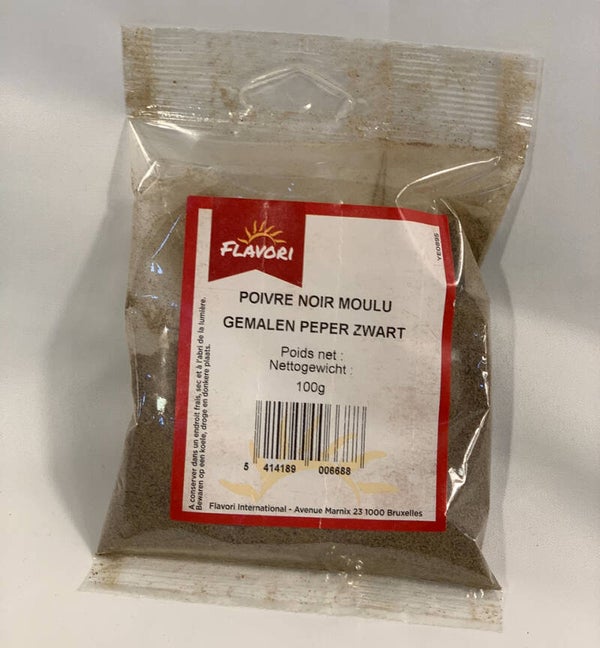 FLAVORI
POIVRE NOIR MOULU
GEMALEN PEPER ZWART
Poids net :
Nettogewicht :
100g
5 414189 006688
Flavori International - Avenue Marnix 23 1000 Bruxelles
A conserver dans un endroit frais, sec et à l'abri de la lumière.
Bewaren op een koele, droge en donkere plaats.
YE0895